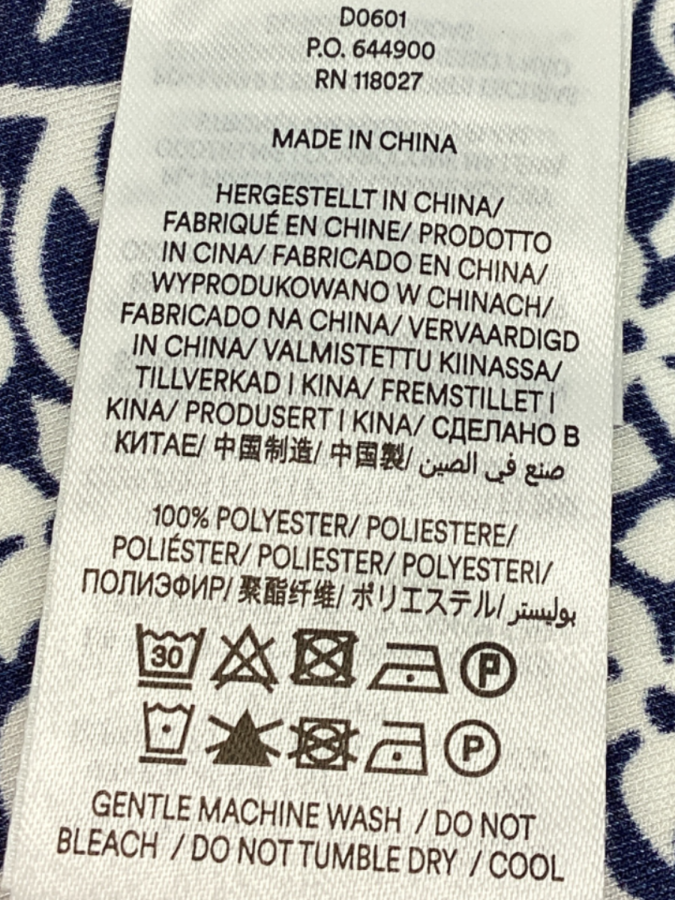 D0601
P.O. 644900
RN 118027
MADE IN CHINA
HERGESTELLT IN CHINA/
FABRIQUÉ EN CHINE/ PRODOTTO
IN CINA/ FABRICADO EN CHINA/
WYPRODUKOWANO W CHINACH/
FABRICADO NA CHINA/ VERVAARDIGD
IN CHINA/ VALMISTETTU KIINASSA/
TILLVERKAD I KINA/ FREMSTILLET I
KINA/ PRODUSERT I KINA/ СДЕЛАНО В
КИТАЕ/ 中国制造/ 中国製/ صنع في الصين
100% POLYESTER/ POLIESTERE/
POLIÉSTER/ POLIESTER/ POLYESTERI/
ПОЛИЭФИР/ 聚酯纤维/ ポリエステル/ بوليستر
30 P
P
GENTLE MACHINE WASH / DO NOT
BLEACH / DO NOT TUMBLE DRY / COOL